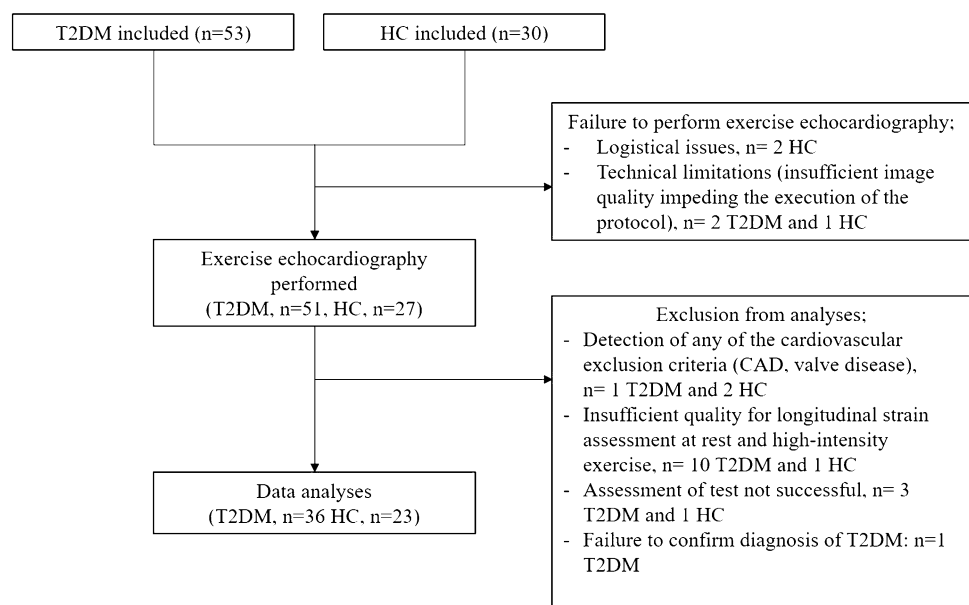 T2DM included (n=53)
HC included (n=30)
Failure to perform exercise echocardiography;
- Logistical issues, n= 2 HC
- Technical limitations (insufficient image
quality impeding the execution of the
protocol), n= 2 T2DM and 1 HC
Exercise echocardiography
performed
(T2DM, n=51, HC, n=27)
Exclusion from analyses;
- Detection of any of the cardiovascular
exclusion criteria (CAD, valve disease),
n= 1 T2DM and 2 HC
- Insufficient quality for longitudinal strain
assessment at rest and high-intensity
exercise, n= 10 T2DM and 1 HC
- Assessment of test not successful, n= 3
T2DM and 1 HC
- Failure to confirm diagnosis of T2DM: n=1
T2DM
Data analyses
(T2DM, n=36 HC, n=23)